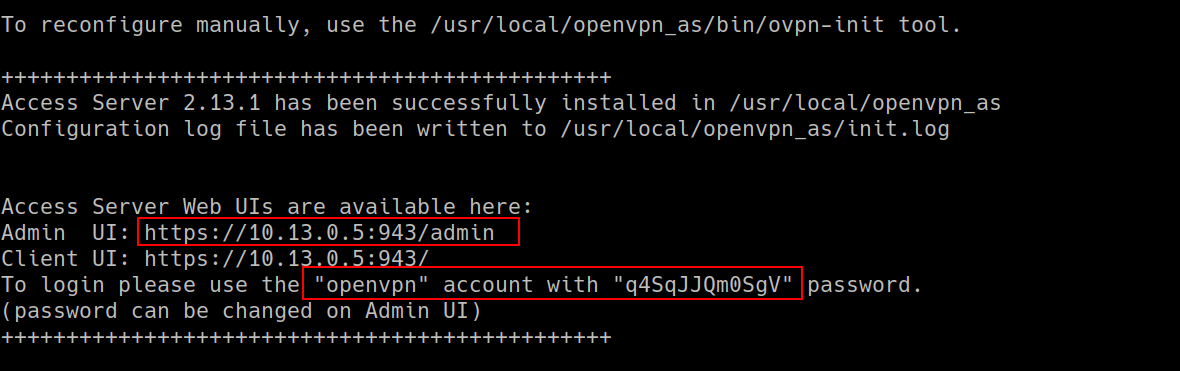 To reconfigure manually, use the /usr/local/openvpn_as/bin/ovpn-init tool.
+++++++++++++++++++++++++++++++++++++++++++++++
Access Server 2.13.1 has been successfully installed in /usr/local/openvpn_as
Configuration log file has been written to /usr/local/openvpn_as/init.log
Access Server Web UIs are available here:
Admin  UI: https://10.13.0.5:943/admin
Client UI: https://10.13.0.5:943/
To login please use the "openvpn" account with "q4SqJJQm0SgV" password.
(password can be changed on Admin UI)
+++++++++++++++++++++++++++++++++++++++++++++++